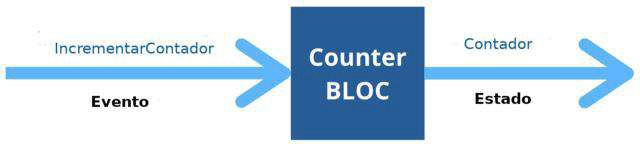 IncrementarContador
Evento
Counter
BLOC
Contador
Estado